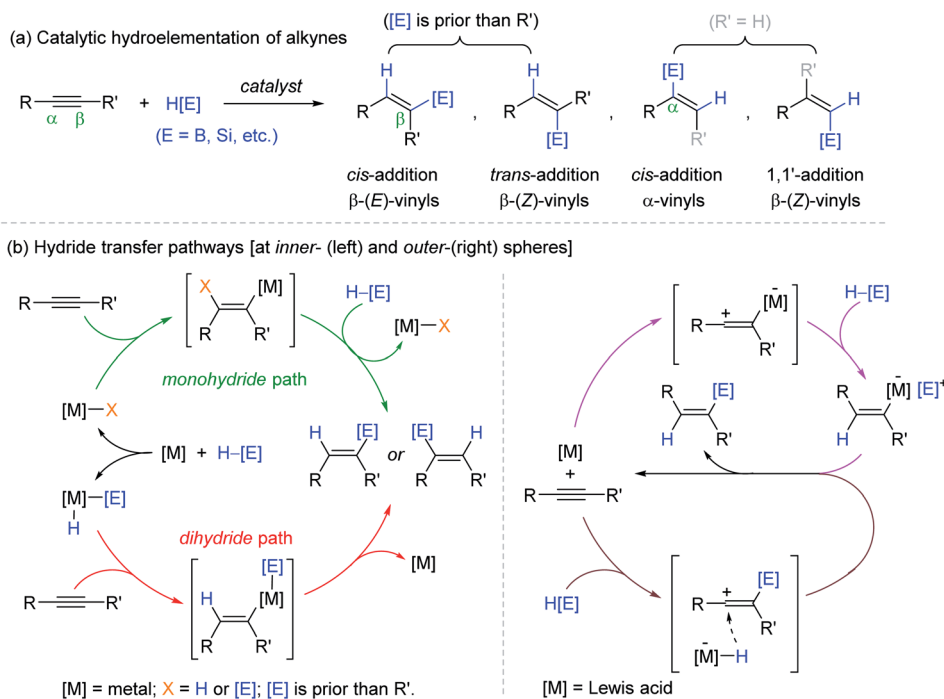 (a) Catalytic hydroelementation of alkynes
([E] is prior than R')
(R' = H)
R R' + H[E] catalyst
α β
(E = B, Si, etc.)
H [E] R β R' ,
H R R' [E] ,
[E] H R α R' ,
R' H R [E]
cis-addition trans-addition cis-addition 1,1'-addition
β-(E)-vinyls β-(Z)-vinyls α-vinyls β-(Z)-vinyls
(b) Hydride transfer pathways [at inner- (left) and outer-(right) spheres]
R R'
X [M] R R'
H–[E]
[M]–X
monohydride path
[M]–X
[M] + H–[E]
[M]–[E]
H
H [E] R R' or [E] H R R'
dihydride path
[E]
H [M] R R'
[M]
R R'
[M] = metal; X = H or [E]; [E] is prior than R'.
R + [M]- R'
H–[E]
R [E] H R'
R [M]- [E]+ H R'
[M]
+
R R'
H[E]
R + [E] R'
[M]-–H
[M] = Lewis acid